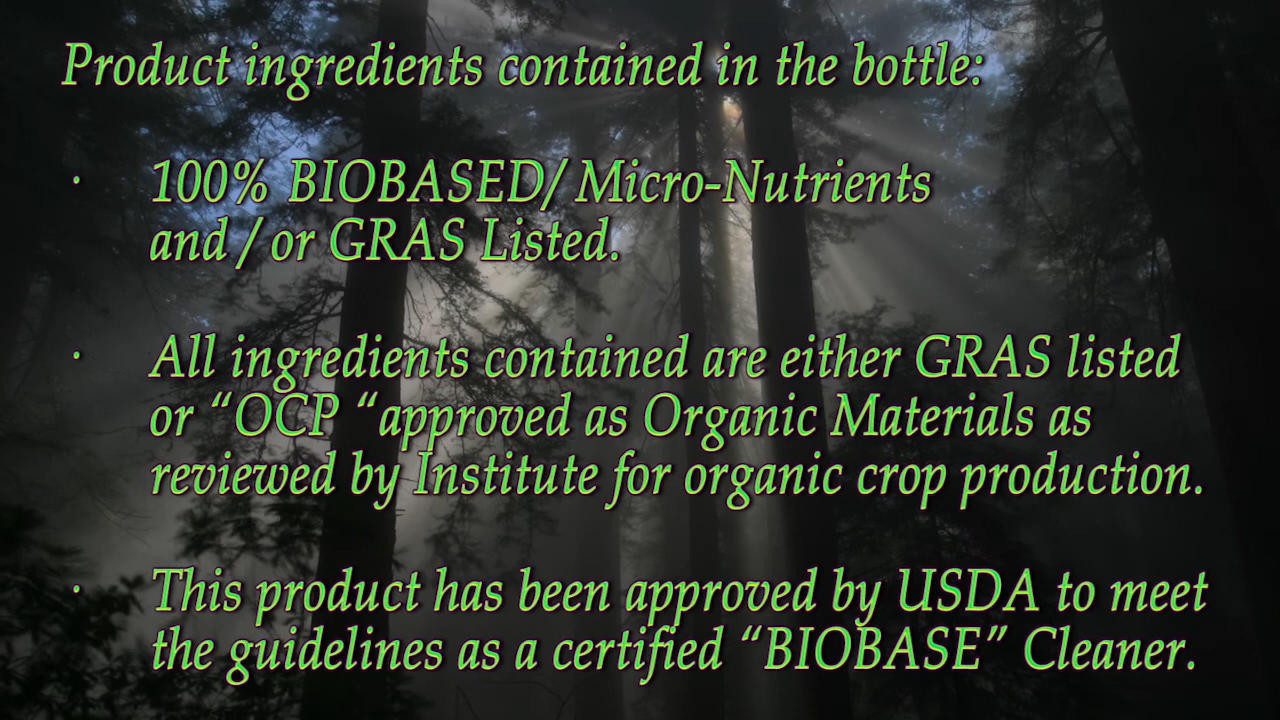 Product ingredients contained in the bottle:
· 100% BIOBASED/ Micro-Nutrients
and / or GRAS Listed.
· All ingredients contained are either GRAS listed
or “OCP “approved as Organic Materials as
reviewed by Institute for organic crop production.
· This product has been approved by USDA to meet
the guidelines as a certified “BIOBASE” Cleaner.